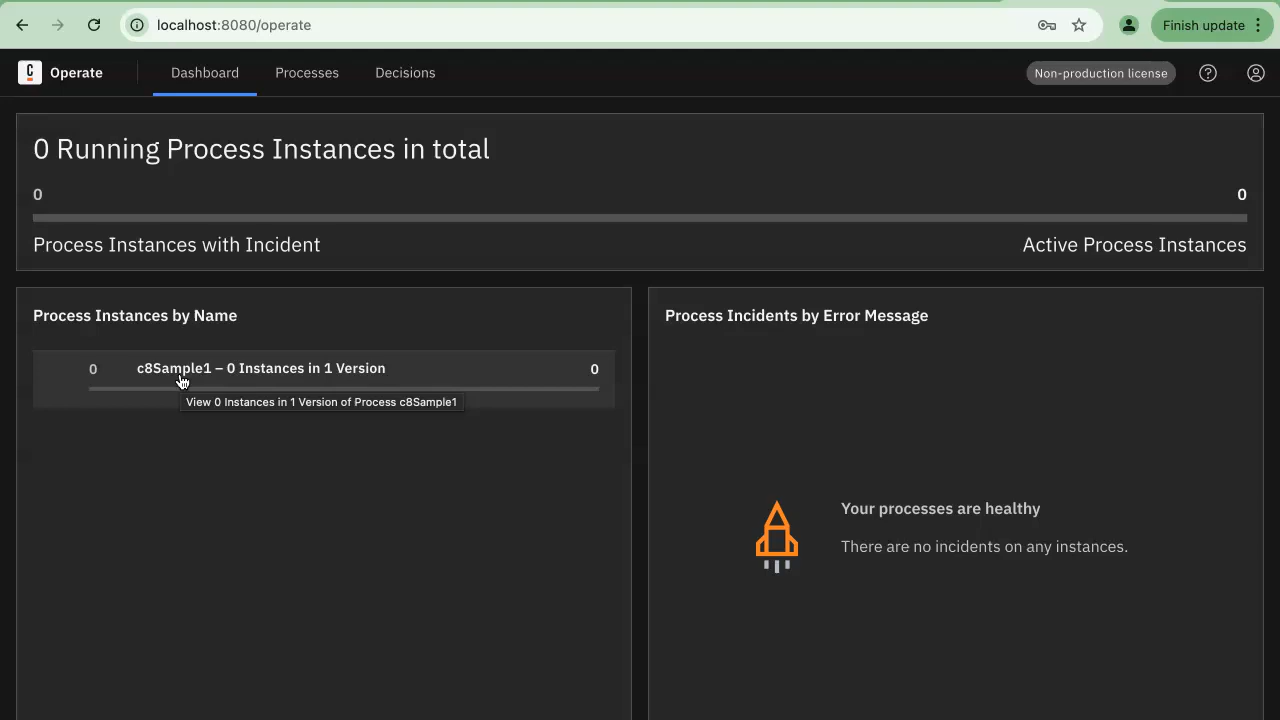 localhost:8080/operate
Finish update
C Operate Dashboard Processes Decisions Non-production license
0 Running Process Instances in total
0 0
Process Instances with Incident Active Process Instances
Process Instances by Name
0 c8Sample1 – 0 Instances in 1 Version 0
View 0 Instances in 1 Version of Process c8Sample1
Process Incidents by Error Message
Your processes are healthy
There are no incidents on any instances.